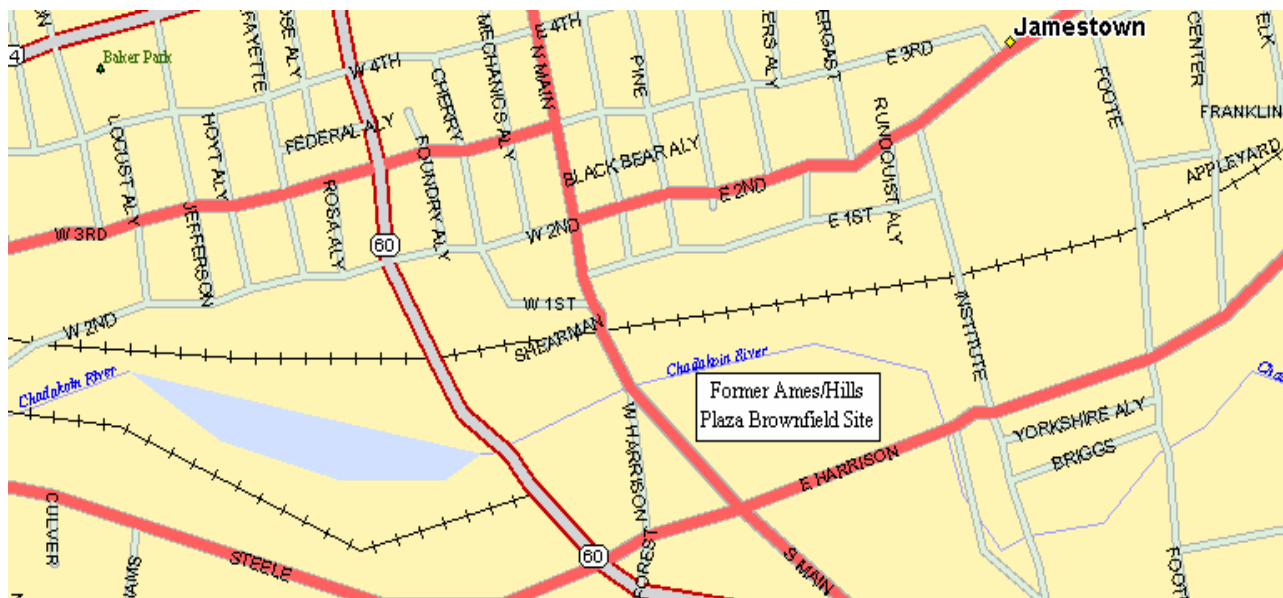 Jamestown
Baker Park
4
LAFAYETTE
W 4TH
4TH
MECHANICS ALY
CHERRY
N MAIN
PINE
E 3RD
FOOTE
CENTER
ELK
FRANKLIN
APPLEYARD
LOCUST ALY
HOYT ALY
FEDERAL ALY
FOUNDRY ALY
BLACK BEAR ALY
RUNDQUIST ALY
W 3RD
JEFFERSON
ROSA ALY
60
W 2ND
E 2ND
E 1ST
W 2ND
W 1ST
SHEARMAN
INSTITUTE
Chadakoin River
Chadakoin River
Former Ames/Hills
Plaza Brownfield Site
W HARRISON
E HARRISON
YORKSHIRE ALY
BRIGGS
CULVER
STEELE
60
FOREST
S MAIN